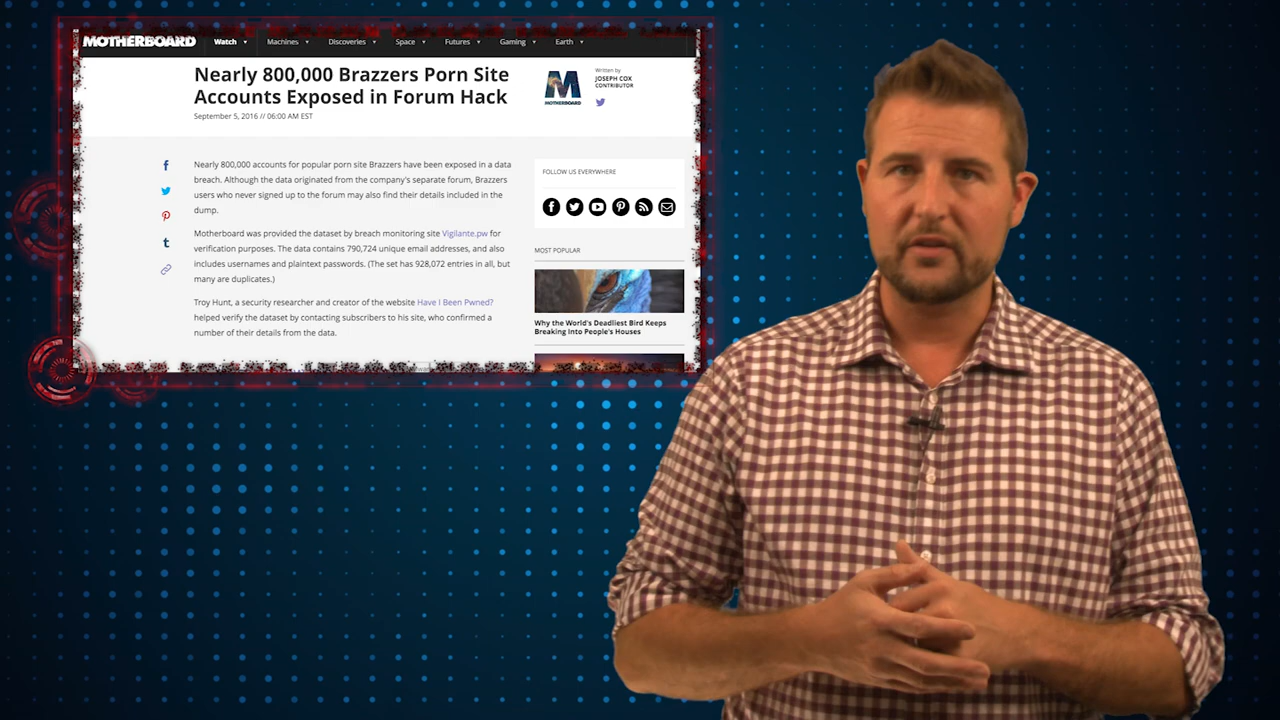 MOTHERBOARD
Watch Machines Discoveries Space Futures Gaming Earth
Nearly 800,000 Brazzers Porn Site
Accounts Exposed in Forum Hack
September 5, 2016 // 06:00 AM EST
M
MOTHERBOARD
Written by
JOSEPH COX
CONTRIBUTOR
Nearly 800,000 accounts for popular porn site Brazzers have been exposed in a data
breach. Although the data originated from the company's separate forum, Brazzers
users who never signed up to the forum may also find their details included in the
dump.
Motherboard was provided the dataset by breach monitoring site Vigilante.pw for
verification purposes. The data contains 790,724 unique email addresses, and also
includes usernames and plaintext passwords. (The set has 928,072 entries in all, but
many are duplicates.)
Troy Hunt, a security researcher and creator of the website Have I Been Pwned?
helped verify the dataset by contacting subscribers to his site, who confirmed a
number of their details from the data.
FOLLOW US EVERYWHERE
MOST POPULAR
Why the World's Deadliest Bird Keeps
Breaking Into People's Houses